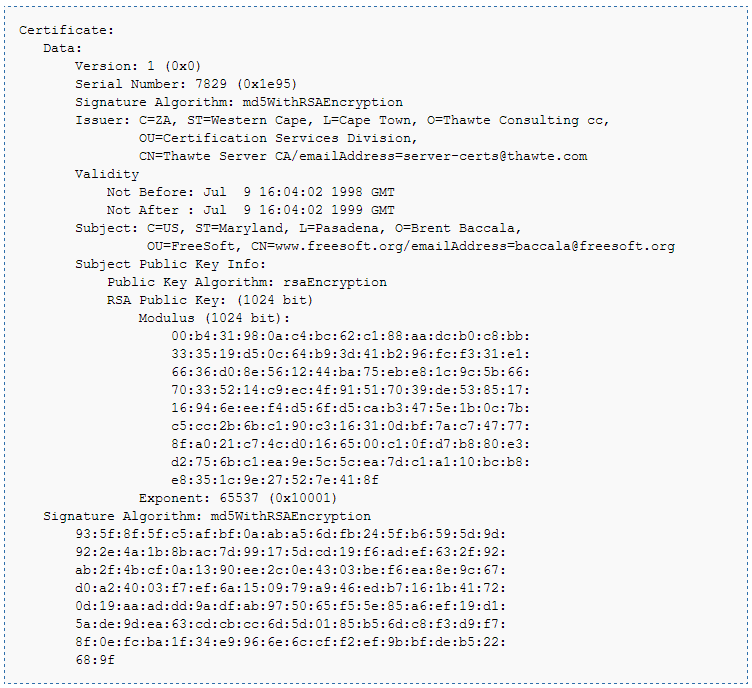 Certificate:
Data:
Version: 1 (0x0)
Serial Number: 7829 (0x1e95)
Signature Algorithm: md5WithRSAEncryption
Issuer: C=ZA, ST=Western Cape, L=Cape Town, O=Thawte Consulting cc,
OU=Certification Services Division,
CN=Thawte Server CA/emailAddress=server-certs@thawte.com
Validity
Not Before: Jul  9 16:04:02 1998 GMT
Not After : Jul  9 16:04:02 1999 GMT
Subject: C=US, ST=Maryland, L=Pasadena, O=Brent Baccala,
OU=FreeSoft, CN=www.freesoft.org/emailAddress=baccala@freesoft.org
Subject Public Key Info:
Public Key Algorithm: rsaEncryption
RSA Public Key: (1024 bit)
Modulus (1024 bit):
00:b4:31:98:0a:c4:bc:62:c1:88:aa:dc:b0:c8:bb:
33:35:19:d5:0c:64:b9:3d:41:b2:96:fc:f3:31:e1:
66:36:d0:8e:56:12:44:ba:75:eb:e8:1c:9c:5b:66:
70:33:52:14:c9:ec:4f:91:51:70:39:de:53:85:17:
16:94:6e:ee:f4:d5:6f:d5:ca:b3:47:5e:1b:0c:7b:
c5:cc:2b:6b:c1:90:c3:16:31:0d:bf:7a:c7:47:77:
8f:a0:21:c7:4c:d0:16:65:00:c1:0f:d7:b8:80:e3:
d2:75:6b:c1:ea:9e:5c:5c:ea:7d:c1:a1:10:bc:b8:
e8:35:1c:9e:27:52:7e:41:8f
Exponent: 65537 (0x10001)
Signature Algorithm: md5WithRSAEncryption
93:5f:8f:5f:c5:af:bf:0a:ab:a5:6d:fb:24:5f:b6:59:5d:9d:
92:2e:4a:1b:8b:ac:7d:99:17:5d:cd:19:f6:ad:ef:63:2f:92:
ab:2f:4b:cf:0a:13:90:ee:2c:0e:43:03:be:f6:ea:8e:9c:67:
d0:a2:40:03:f7:ef:6a:15:09:79:a9:46:ed:b7:16:1b:41:72:
0d:19:aa:ad:dd:9a:df:ab:97:50:65:f5:5e:85:a6:ef:19:d1:
5a:de:9d:ea:63:cd:cb:cc:6d:5d:01:85:b5:6d:c8:f3:d9:f7:
8f:0e:fc:ba:1f:34:e9:96:6e:6c:cf:f2:ef:9b:bf:de:b5:22:
68:9f